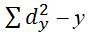 ∑ d_y^2 − y